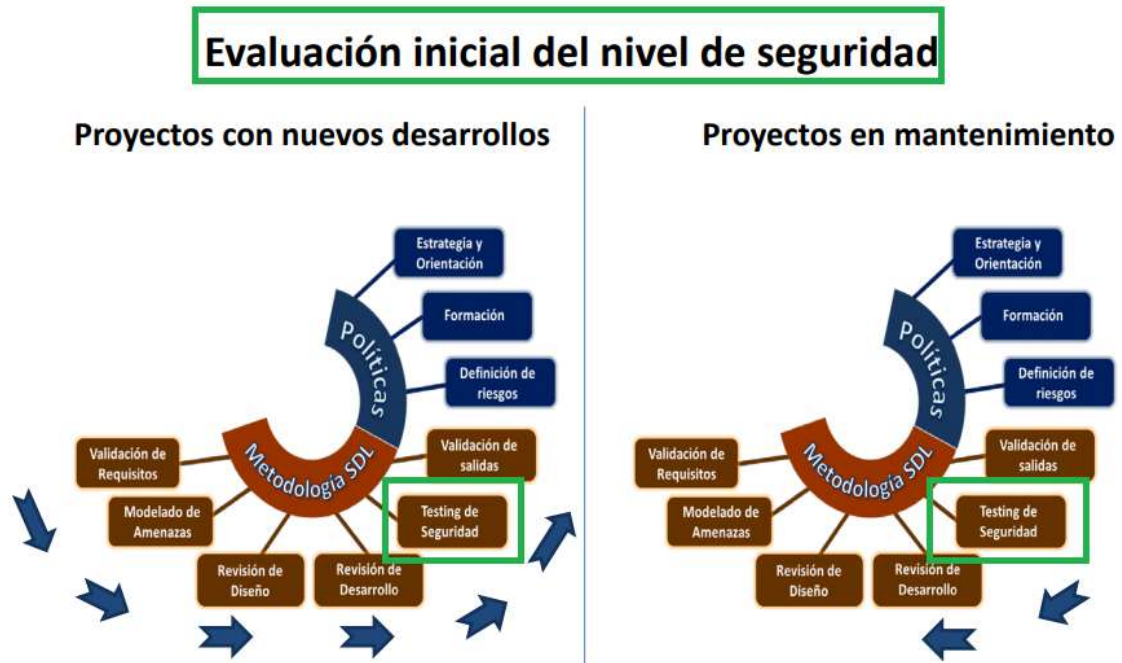 Evaluación inicial del nivel de seguridad
Proyectos con nuevos desarrollos
Estrategia y
Orientación
Formación
Definición de
riesgos
Políticas
Metodología SDL
Validación de
Requisitos
Modelado de
Amenazas
Revisión de
Diseño
Revisión de
Desarrollo
Testing de
Seguridad
Validación de
salidas
Proyectos en mantenimiento
Estrategia y
Orientación
Formación
Definición de
riesgos
Políticas
Metodología SDL
Validación de
Requisitos
Modelado de
Amenazas
Revisión de
Diseño
Revisión de
Desarrollo
Testing de
Seguridad
Validación de
salidas